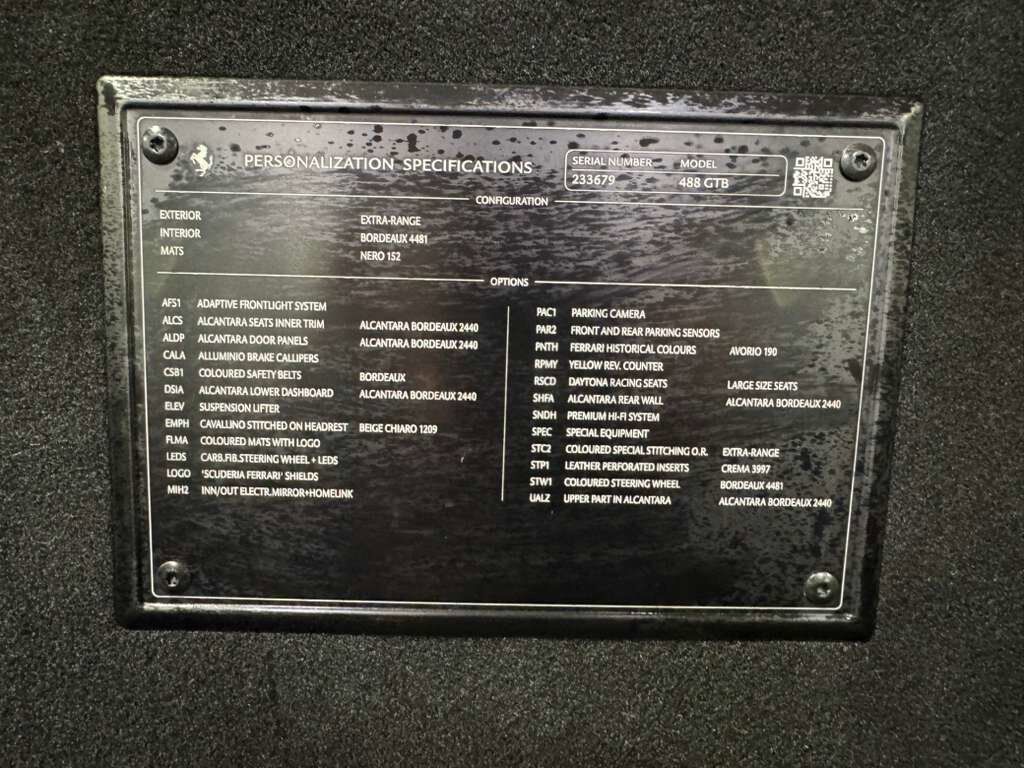 PERSONALIZATION SPECIFICATIONS
SERIAL NUMBER MODEL
233679 488 GTB
CONFIGURATION
EXTERIOR EXTRA-RANGE
INTERIOR BORDEAUX 4481
MATS NERO 152
OPTIONS
AFS1 ADAPTIVE FRONTLIGHT SYSTEM
ALCS ALCANTARA SEATS INNER TRIM ALCANTARA BORDEAUX 2440
ALDP ALCANTARA DOOR PANELS ALCANTARA BORDEAUX 2440
CALA ALLUMINIO BRAKE CALLIPERS
CSB1 COLOURED SAFETY BELTS BORDEAUX
DSIA ALCANTARA LOWER DASHBOARD ALCANTARA BORDEAUX 2440
ELEV SUSPENSION LIFTER
EMPH CAVALLINO STITCHED ON HEADREST BEIGE CHIARO 1209
FLMA COLOURED MATS WITH LOGO
LEDS CARB.FIB.STEERING WHEEL + LEDS
LOGO 'SCUDERIA FERRARI' SHIELDS
MIH2 INN/OUT ELECTR.MIRROR+HOMELINK
PAC1 PARKING CAMERA
PAR2 FRONT AND REAR PARKING SENSORS
PNTH FERRARI HISTORICAL COLOURS AVORIO 190
RPMY YELLOW REV. COUNTER
RSCD DAYTONA RACING SEATS LARGE SIZE SEATS
SHFA ALCANTARA REAR WALL ALCANTARA BORDEAUX 2440
SNDH PREMIUM HI-FI SYSTEM
SPEC SPECIAL EQUIPMENT
STC2 COLOURED SPECIAL STITCHING O.R. EXTRA-RANGE
STP1 LEATHER PERFORATED INSERTS CREMA 3997
STW1 COLOURED STEERING WHEEL BORDEAUX 4481
UALZ UPPER PART IN ALCANTARA ALCANTARA BORDEAUX 2440